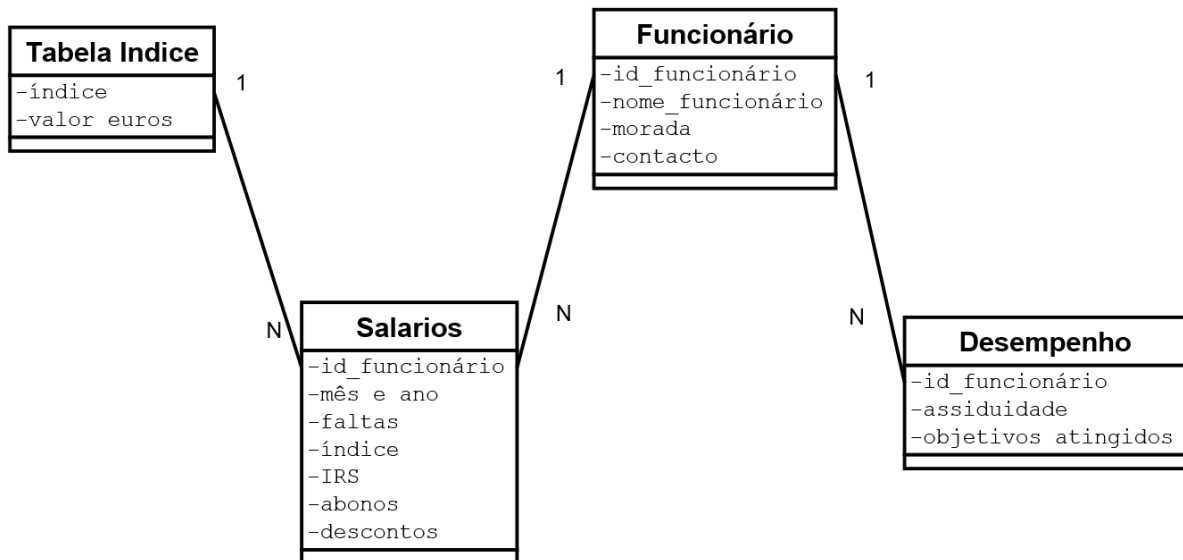 Tabela Indice
-índice
-valor euros
1
Funcionário
-id_funcionário
-nome_funcionário
-morada
-contacto
1
1
N
N
N
Salarios
-id_funcionário
-mês e ano
-faltas
-índice
-IRS
-abonos
-descontos
Desempenho
-id_funcionário
-assiduidade
-objetivos atingidos